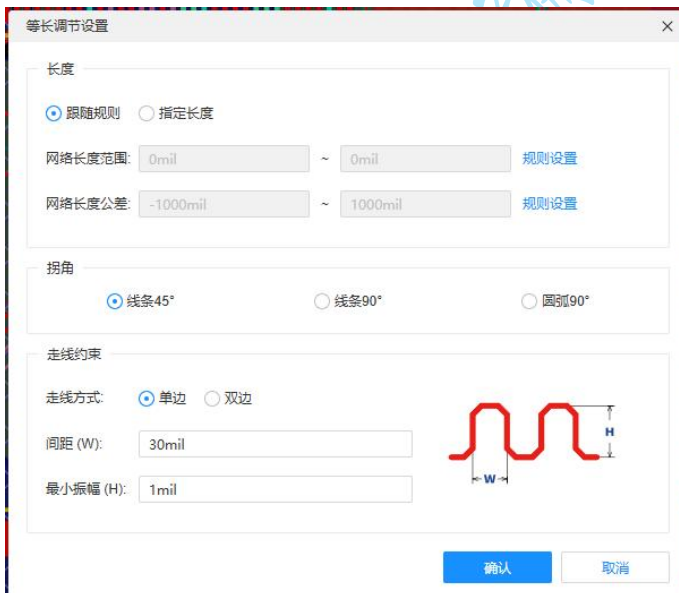 等长调节设置
长度
跟随规则 指定长度
网络长度范围: 0mil ~ 0mil 规则设置
网络长度公差: -1000mil ~ 1000mil 规则设置
拐角
线条45° 线条90° 圆弧90°
走线约束
走线方式: 单边 双边
间距 (W): 30mil
最小振幅 (H): 1mil
H
W
确认 取消